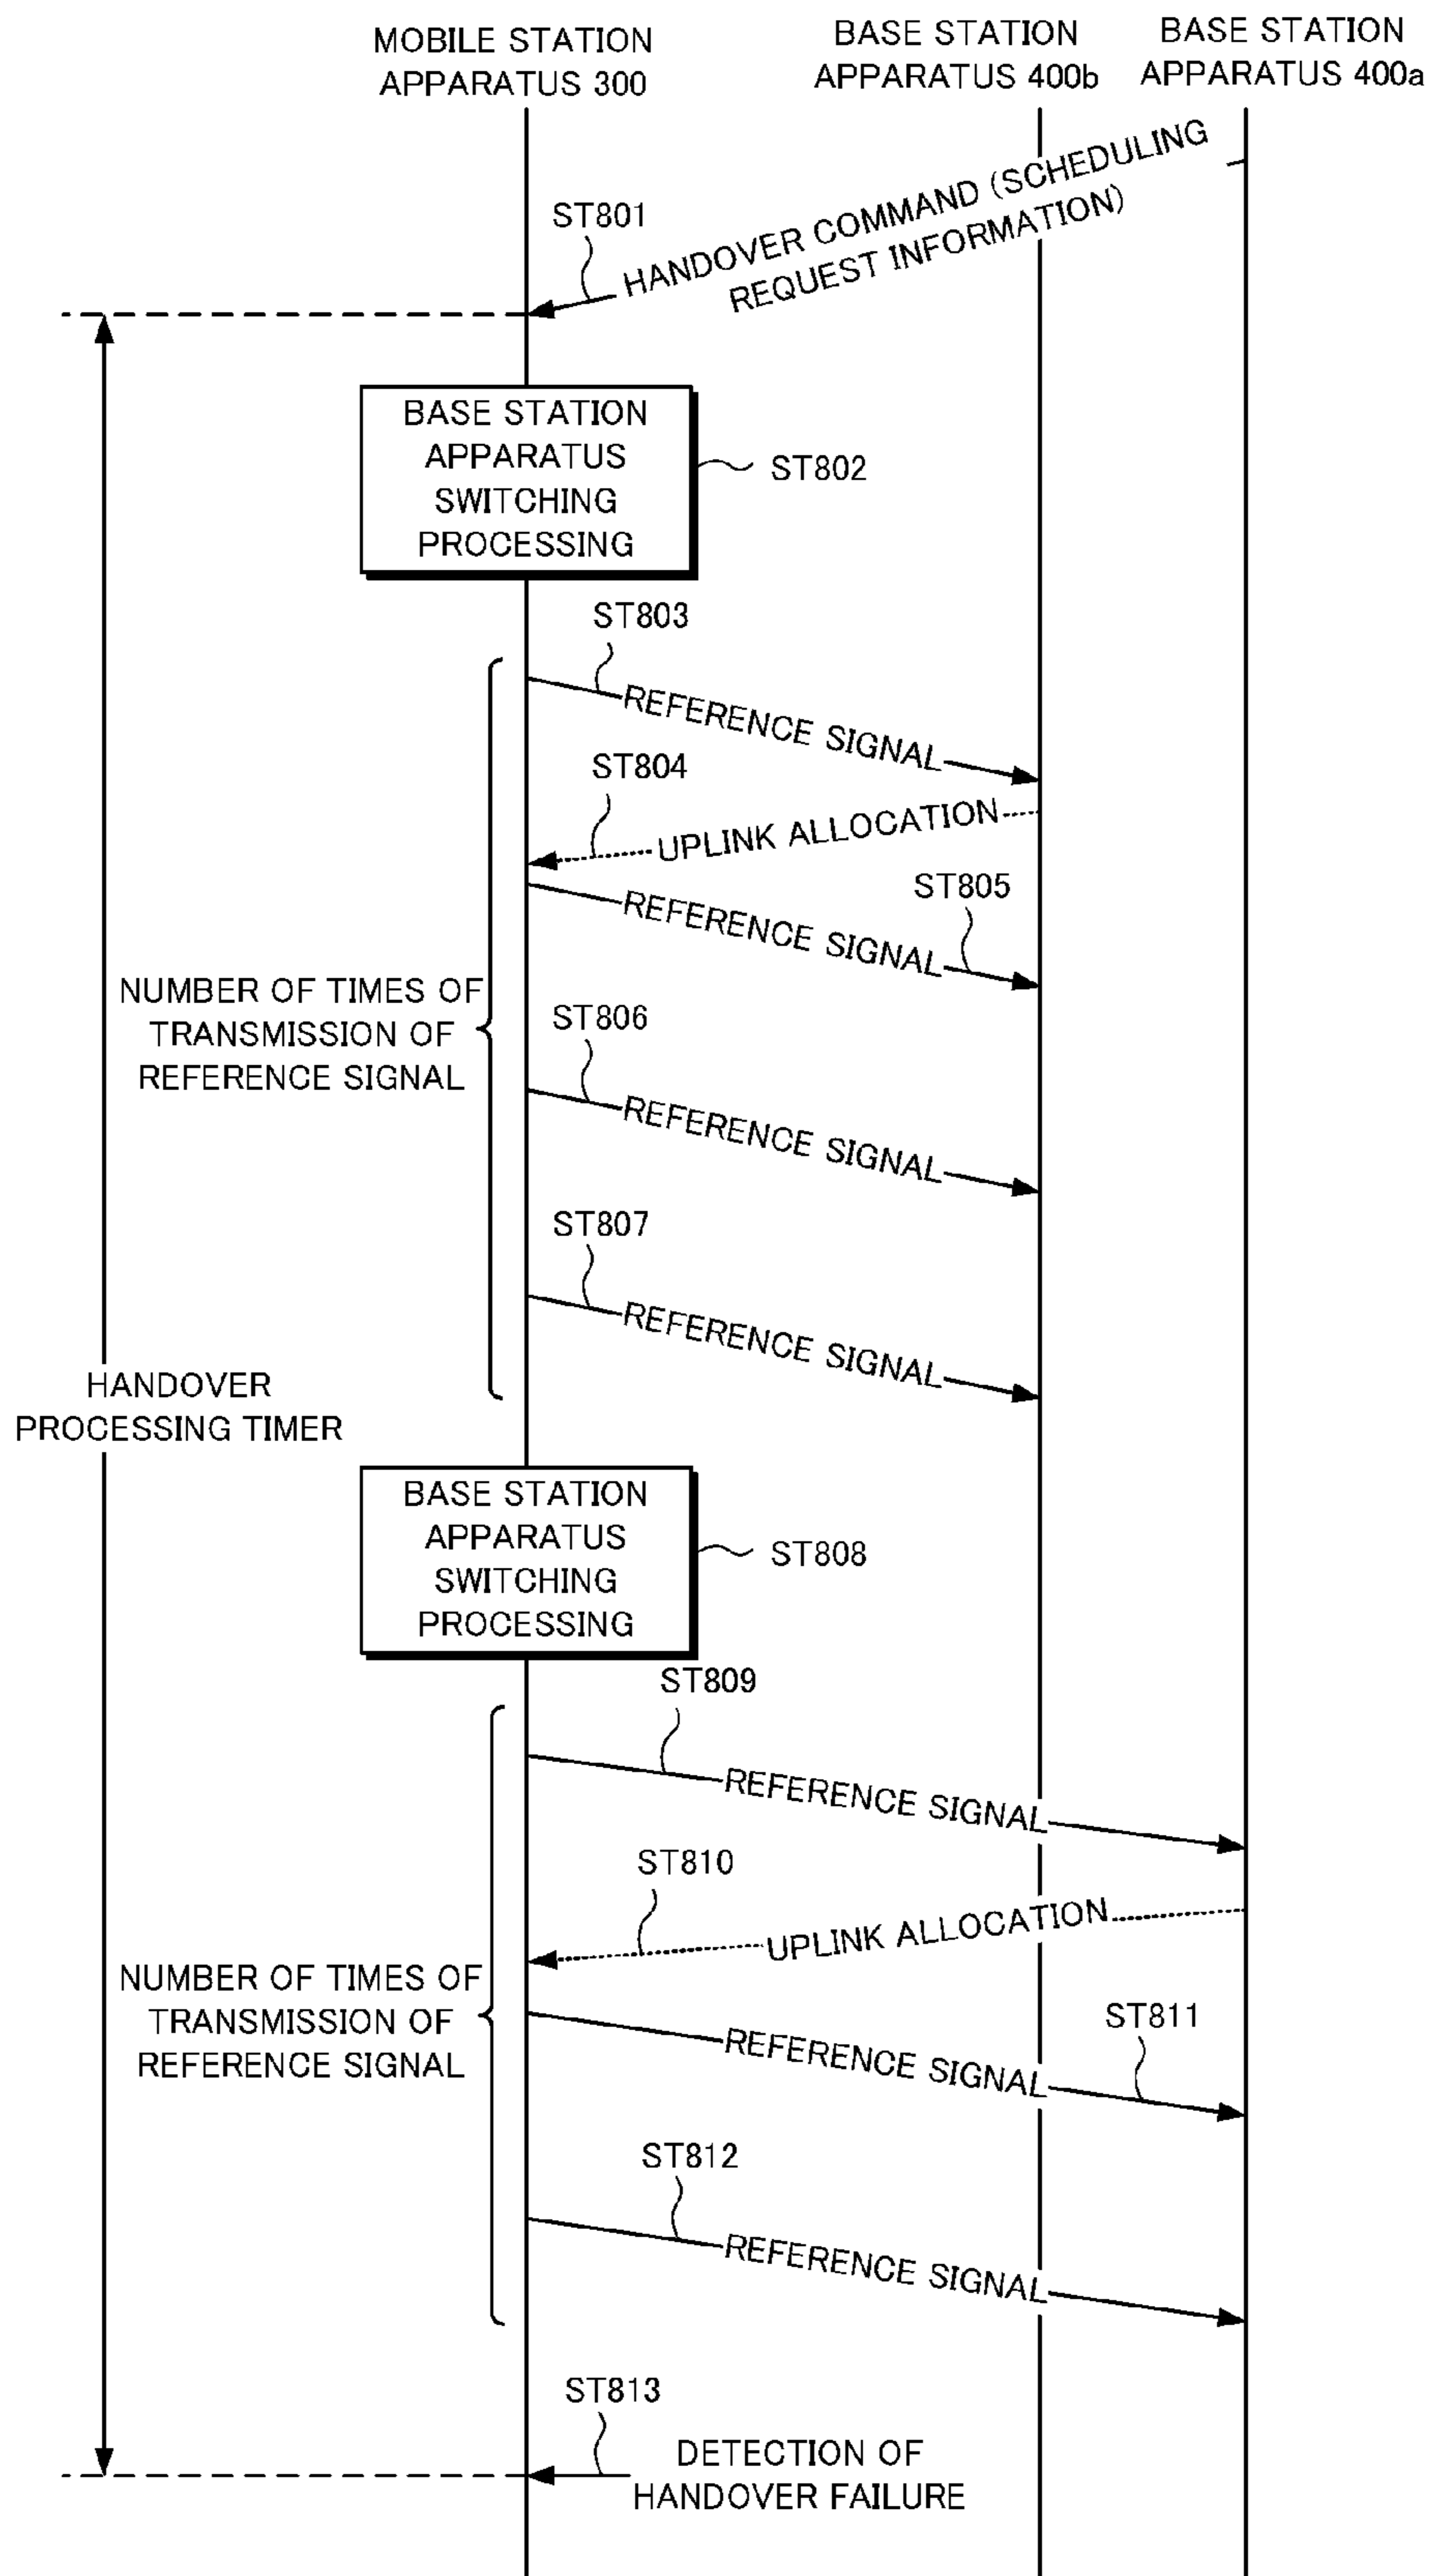 MOBILE STATION
APPARATUS 300
BASE STATION
APPARATUS 400b
BASE STATION
APPARATUS 400a
HANDOVER COMMAND (SCHEDULING
REQUEST INFORMATION)
ST801
BASE STATION
APPARATUS
SWITCHING
PROCESSING
ST802
ST803
REFERENCE SIGNAL
ST804
UPLINK ALLOCATION
ST805
REFERENCE SIGNAL
NUMBER OF TIMES OF
TRANSMISSION OF
REFERENCE SIGNAL
ST806
REFERENCE SIGNAL
ST807
REFERENCE SIGNAL
HANDOVER
PROCESSING TIMER
BASE STATION
APPARATUS
SWITCHING
PROCESSING
ST808
ST809
REFERENCE SIGNAL
ST810
UPLINK ALLOCATION
NUMBER OF TIMES OF
TRANSMISSION OF
REFERENCE SIGNAL
ST811
REFERENCE SIGNAL
ST812
REFERENCE SIGNAL
ST813
DETECTION OF
HANDOVER FAILURE